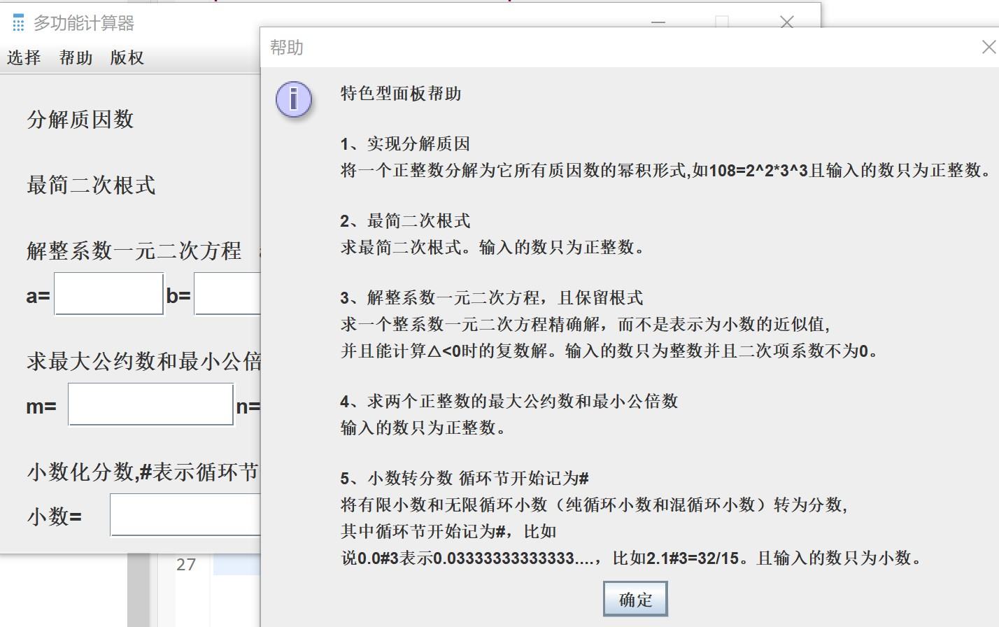 多功能计算器
选择 帮助 版权
分解质因数
最简二次根式
解整系数一元二次方程
a= b=
求最大公约数和最小公倍
m= n=
小数化分数,#表示循环节
小数=
27
帮助
特色型面板帮助
1、实现分解质因
将一个正整数分解为它所有质因数的幂积形式,如108=2^2*3^3且输入的数只为正整数。
2、最简二次根式
求最简二次根式。输入的数只为正整数。
3、解整系数一元二次方程，且保留根式
求一个整系数一元二次方程精确解，而不是表示为小数的近似值,
并且能计算△<0时的复数解。输入的数只为整数并且二次项系数不为0。
4、求两个正整数的最大公约数和最小公倍数
输入的数只为正整数。
5、小数转分数 循环节开始记为#
将有限小数和无限循环小数（纯循环小数和混循环小数）转为分数,
其中循环节开始记为#，比如
说0.0#3表示0.03333333333333....，比如2.1#3=32/15。且输入的数只为小数。
确定